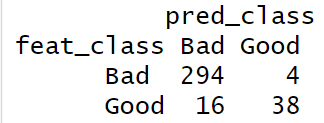 pred_class
feat_class Bad Good
Bad 294 4
Good 16 38